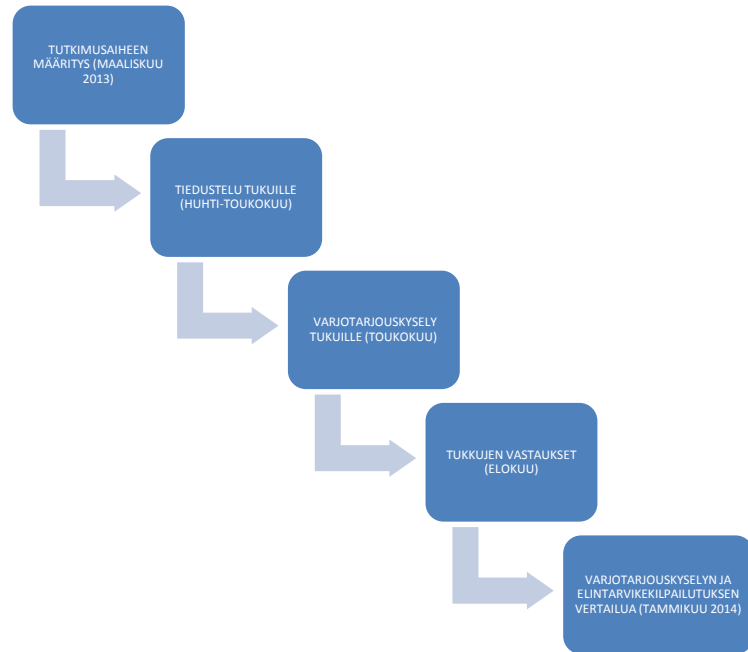 TUTKIMUSAIHEEN
MÄÄRITYS (MAALISKUU
2013)
TIEDUSTELU TUKUILLE
(HUHTI-TOUKOKUU)
VARJOTARJOUSKYSELY
TUKUILLE (TOUKOKUU)
TUKKUJEN VASTAUKSET
(ELOKUU)
VARJOTARJOUSKYSELYN JA
ELINTARVIKEKILPAILUTUKSEN
VERTAILUA (TAMMIKUU 2014)